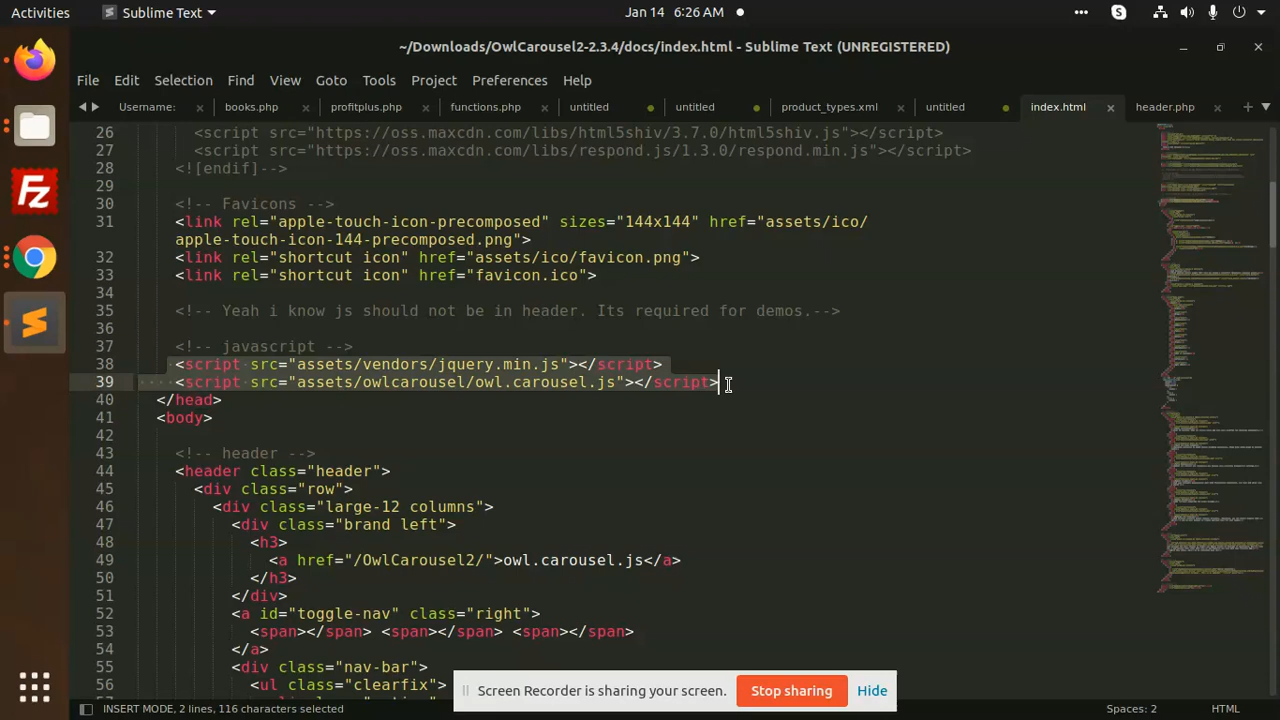 Activities
Sublime Text
Jan 14 6:26 AM
~/Downloads/OwlCarousel2-2.3.4/docs/index.html - Sublime Text (UNREGISTERED)
File Edit Selection Find View Goto Tools Project Preferences Help
Username: books.php profitplus.php functions.php untitled untitled product_types.xml untitled index.html header.php
26 <script src="https://oss.maxcdn.com/libs/html5shiv/3.7.0/html5shiv.js"></script>
27 <script src="https://oss.maxcdn.com/libs/respond.js/1.3.0/respond.min.js"></script>
28 <![endif]-->
29
30 <!-- Favicons -->
31 <link rel="apple-touch-icon-precomposed" sizes="144x144" href="assets/ico/
apple-touch-icon-144-precomposed.png">
32 <link rel="shortcut icon" href="assets/ico/favicon.png">
33 <link rel="shortcut icon" href="favicon.ico">
34
35 <!-- Yeah i know js should not be in header. Its required for demos.-->
36
37 <!-- javascript -->
38 <script src="assets/vendors/jquery.min.js"></script>
39 <script src="assets/owlcarousel/owl.carousel.js"></script>
40 </head>
41 <body>
42
43 <!-- header -->
44 <header class="header">
45 <div class="row">
46 <div class="large-12 columns">
47 <div class="brand left">
48 <h3>
49 <a href="/OwlCarousel2/">owl.carousel.js</a>
50 </h3>
51 </div>
52 <a id="toggle-nav" class="right">
53 <span></span> <span></span> <span></span>
54 </a>
55 <div class="nav-bar">
56 <ul class="clearfix">
Screen Recorder is sharing your screen. Stop sharing Hide
INSERT MODE, 2 lines, 116 characters selected
Spaces: 2 HTML